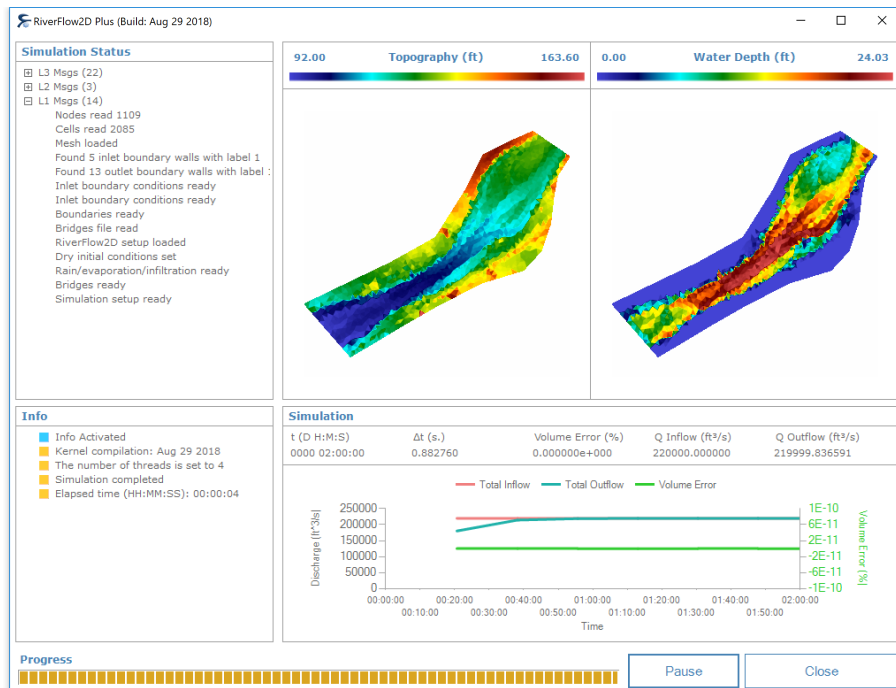 RiverFlow2D Plus (Build: Aug 29 2018)
Simulation Status
L3 Msgs (22)
L2 Msgs (3)
L1 Msgs (14)
Nodes read 1109
Cells read 2085
Mesh loaded
Found 5 inlet boundary walls with label 1
Found 13 outlet boundary walls with label
Inlet boundary conditions ready
Inlet boundary conditions ready
Boundaries ready
Bridges file read
RiverFlow2D setup loaded
Dry initial conditions set
Rain/evaporation/infiltration ready
Bridges ready
Simulation setup ready
92.00 Topography (ft) 163.60
0.00 Water Depth (ft) 24.03
Info
Info Activated
Kernel compilation: Aug 29 2018
The number of threads is set to 4
Simulation completed
Elapsed time (HH:MM:SS): 00:00:04
Simulation
t (D H:M:S) Δt (s.) Volume Error (%) Q Inflow (ft³/s) Q Outflow (ft³/s)
0000 02:00:00 0.882760 0.000000e+000 220000.000000 219999.836591
Total Inflow Total Outflow Volume Error
Discharge (ft^3ls|
250000
200000
150000
100000
50000
0
1E-10
6E-11
2E-11
-2E-11
-6E-11
-1E-10
Volume Error (%|
00:00:00 00:20:00 00:40:00 01:00:00 01:20:00 01:40:00 02:00:00
00:10:00 00:30:00 00:50:00 01:10:00 01:30:00 01:50:00
Time
Progress
Pause
Close